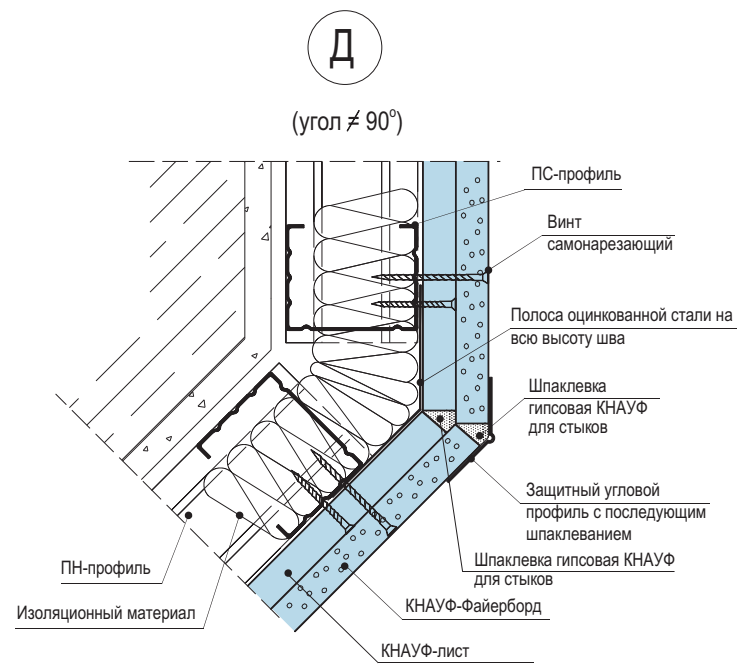 Д
(угол ≠ 90°)
ПС-профиль
Винт
самонарезающий
Полоса оцинкованной стали на
всю высоту шва
Шпаклевка
гипсовая КНАУФ
для стыков
Защитный угловой
профиль с последующим
шпаклеванием
Шпаклевка гипсовая КНАУФ
для стыков
ПН-профиль
КНАУФ-Файерборд
Изоляционный материал
КНАУФ-лист